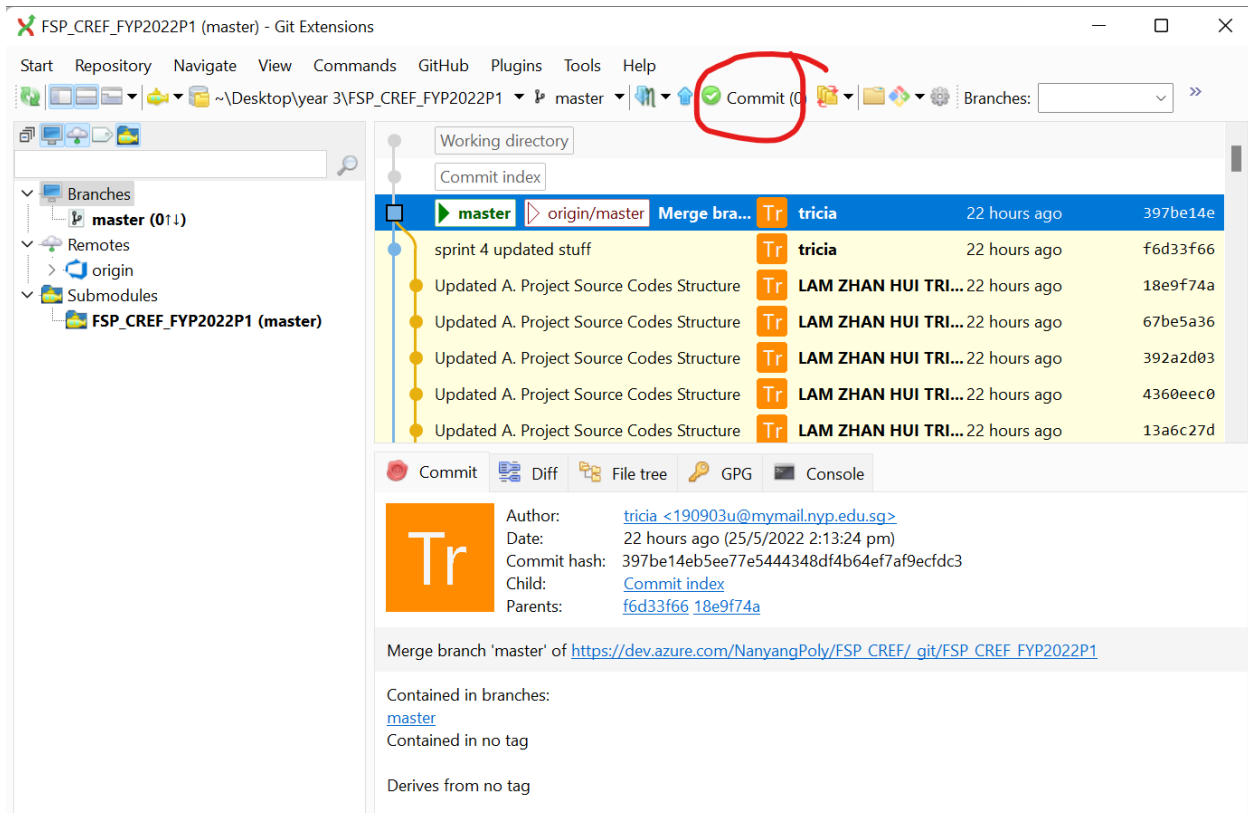 FSP_CREF_FYP2022P1 (master) - Git Extensions
Start Repository Navigate View Commands GitHub Plugins Tools Help
~\Desktop\year 3\FSP_CREF_FYP2022P1 master Commit (0) Branches: »
Working directory
Commit index
Branches
master (0↑↓)
Remotes
origin
Submodules
FSP_CREF_FYP2022P1 (master)
master origin/master Merge bra... Tr tricia 22 hours ago 397be14e
sprint 4 updated stuff Tr tricia 22 hours ago f6d33f66
Updated A. Project Source Codes Structure Tr LAM ZHAN HUI TRI... 22 hours ago 18e9f74a
Updated A. Project Source Codes Structure Tr LAM ZHAN HUI TRI... 22 hours ago 67be5a36
Updated A. Project Source Codes Structure Tr LAM ZHAN HUI TRI... 22 hours ago 392a2d03
Updated A. Project Source Codes Structure Tr LAM ZHAN HUI TRI... 22 hours ago 4360eec0
Updated A. Project Source Codes Structure Tr LAM ZHAN HUI TRI... 22 hours ago 13a6c27d
Commit Diff File tree GPG Console
Tr
Author: tricia <190903u@mymail.nyp.edu.sg>
Date: 22 hours ago (25/5/2022 2:13:24 pm)
Commit hash: 397be14eb5ee77e5444348df4b64ef7af9ecfdc3
Child: Commit index
Parents: f6d33f66 18e9f74a
Merge branch 'master' of https://dev.azure.com/NanyangPoly/FSP_CREF/_git/FSP_CREF_FYP2022P1
Contained in branches:
master
Contained in no tag
Derives from no tag